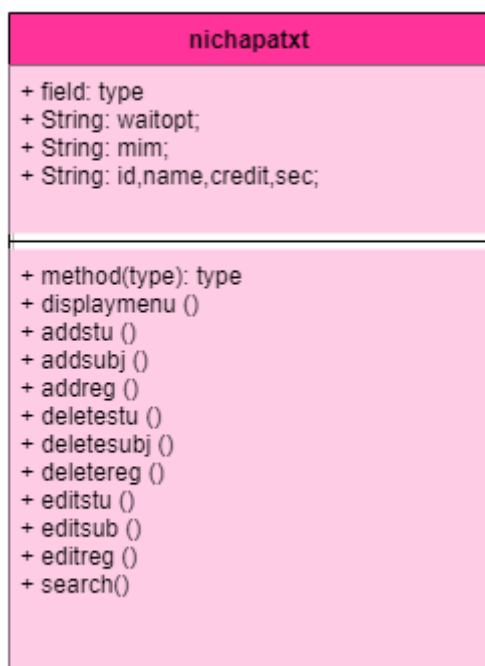 nichapatxt
+ field: type
+ String: waitopt;
+ String: mim;
+ String: id,name,credit,sec;
+ method(type): type
+ displaymenu ()
+ addstu ()
+ addsubj ()
+ addreg ()
+ deletestu ()
+ deletesubj ()
+ deletereg ()
+ editstu ()
+ editsub ()
+ editreg ()
+ search()